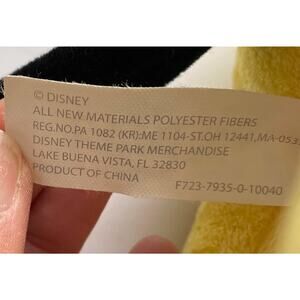 © DISNEY
ALL NEW MATERIALS POLYESTER FIBERS
REG.NO.PA 1082 (KR):ME 1104-ST.OH 12441,MA-053
DISNEY THEME PARK MERCHANDISE
LAKE BUENA VISTA, FL 32830
PRODUCT OF CHINA
F723-7935-0-10040